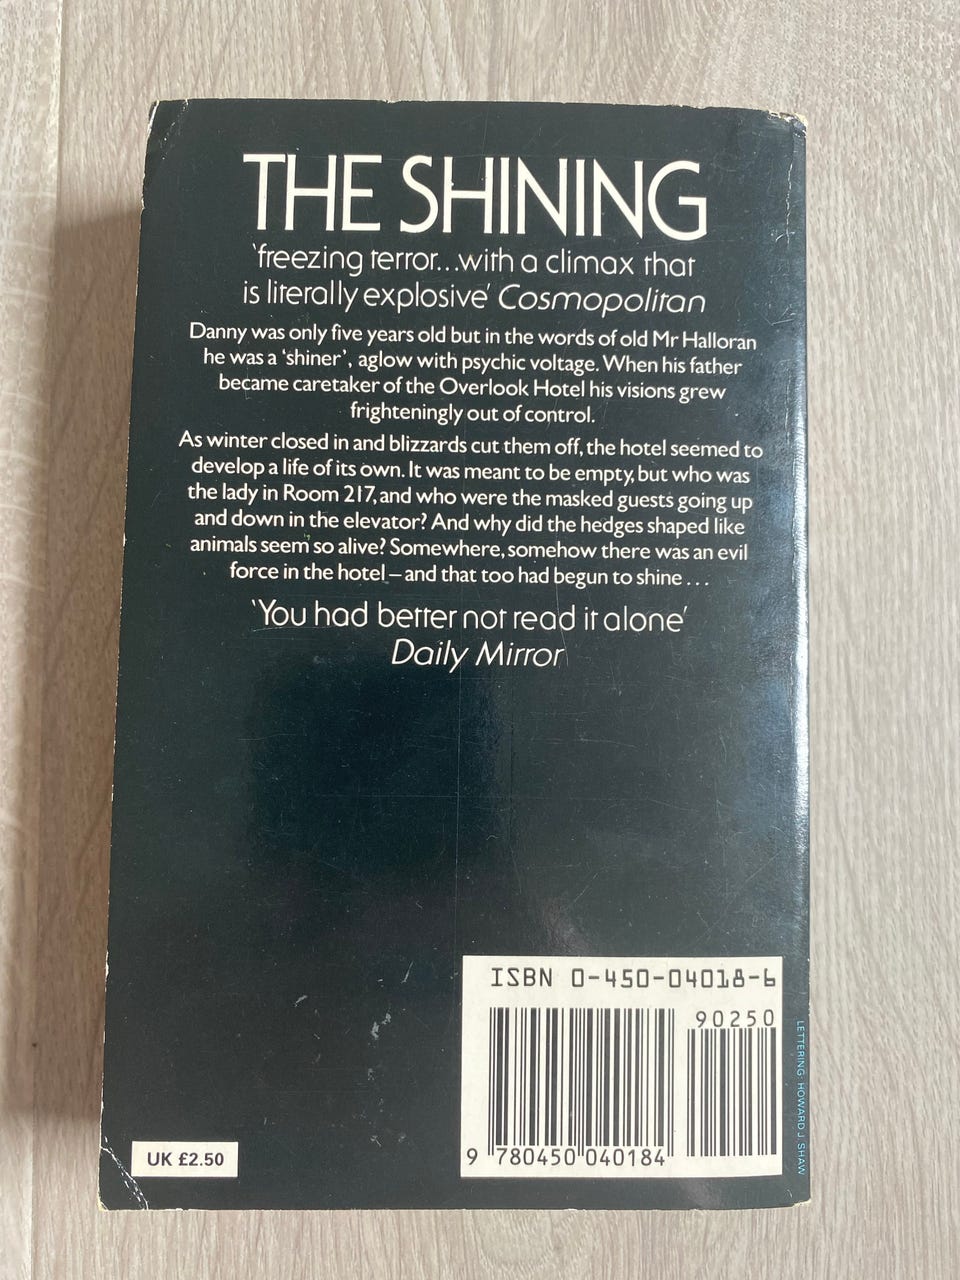 THE SHINING
'freezing terror...with a climax that
is literally explosive' Cosmopolitan
Danny was only five years old but in the words of old Mr Halloran
he was a 'shiner', aglow with psychic voltage. When his father
became caretaker of the Overlook Hotel his visions grew
frighteningly out of control.
As winter closed in and blizzards cut them off, the hotel seemed to
develop a life of its own. It was meant to be empty, but who was
the lady in Room 217, and who were the masked guests going up
and down in the elevator? And why did the hedges shaped like
animals seem so alive? Somewhere, somehow there was an evil
force in the hotel – and that too had begun to shine . . .
'You had better not read it alone'
Daily Mirror
ISBN 0-450-04018-6
90250
9 780450 040184
UK £2.50
LETTERING: HOWARD J SHAW